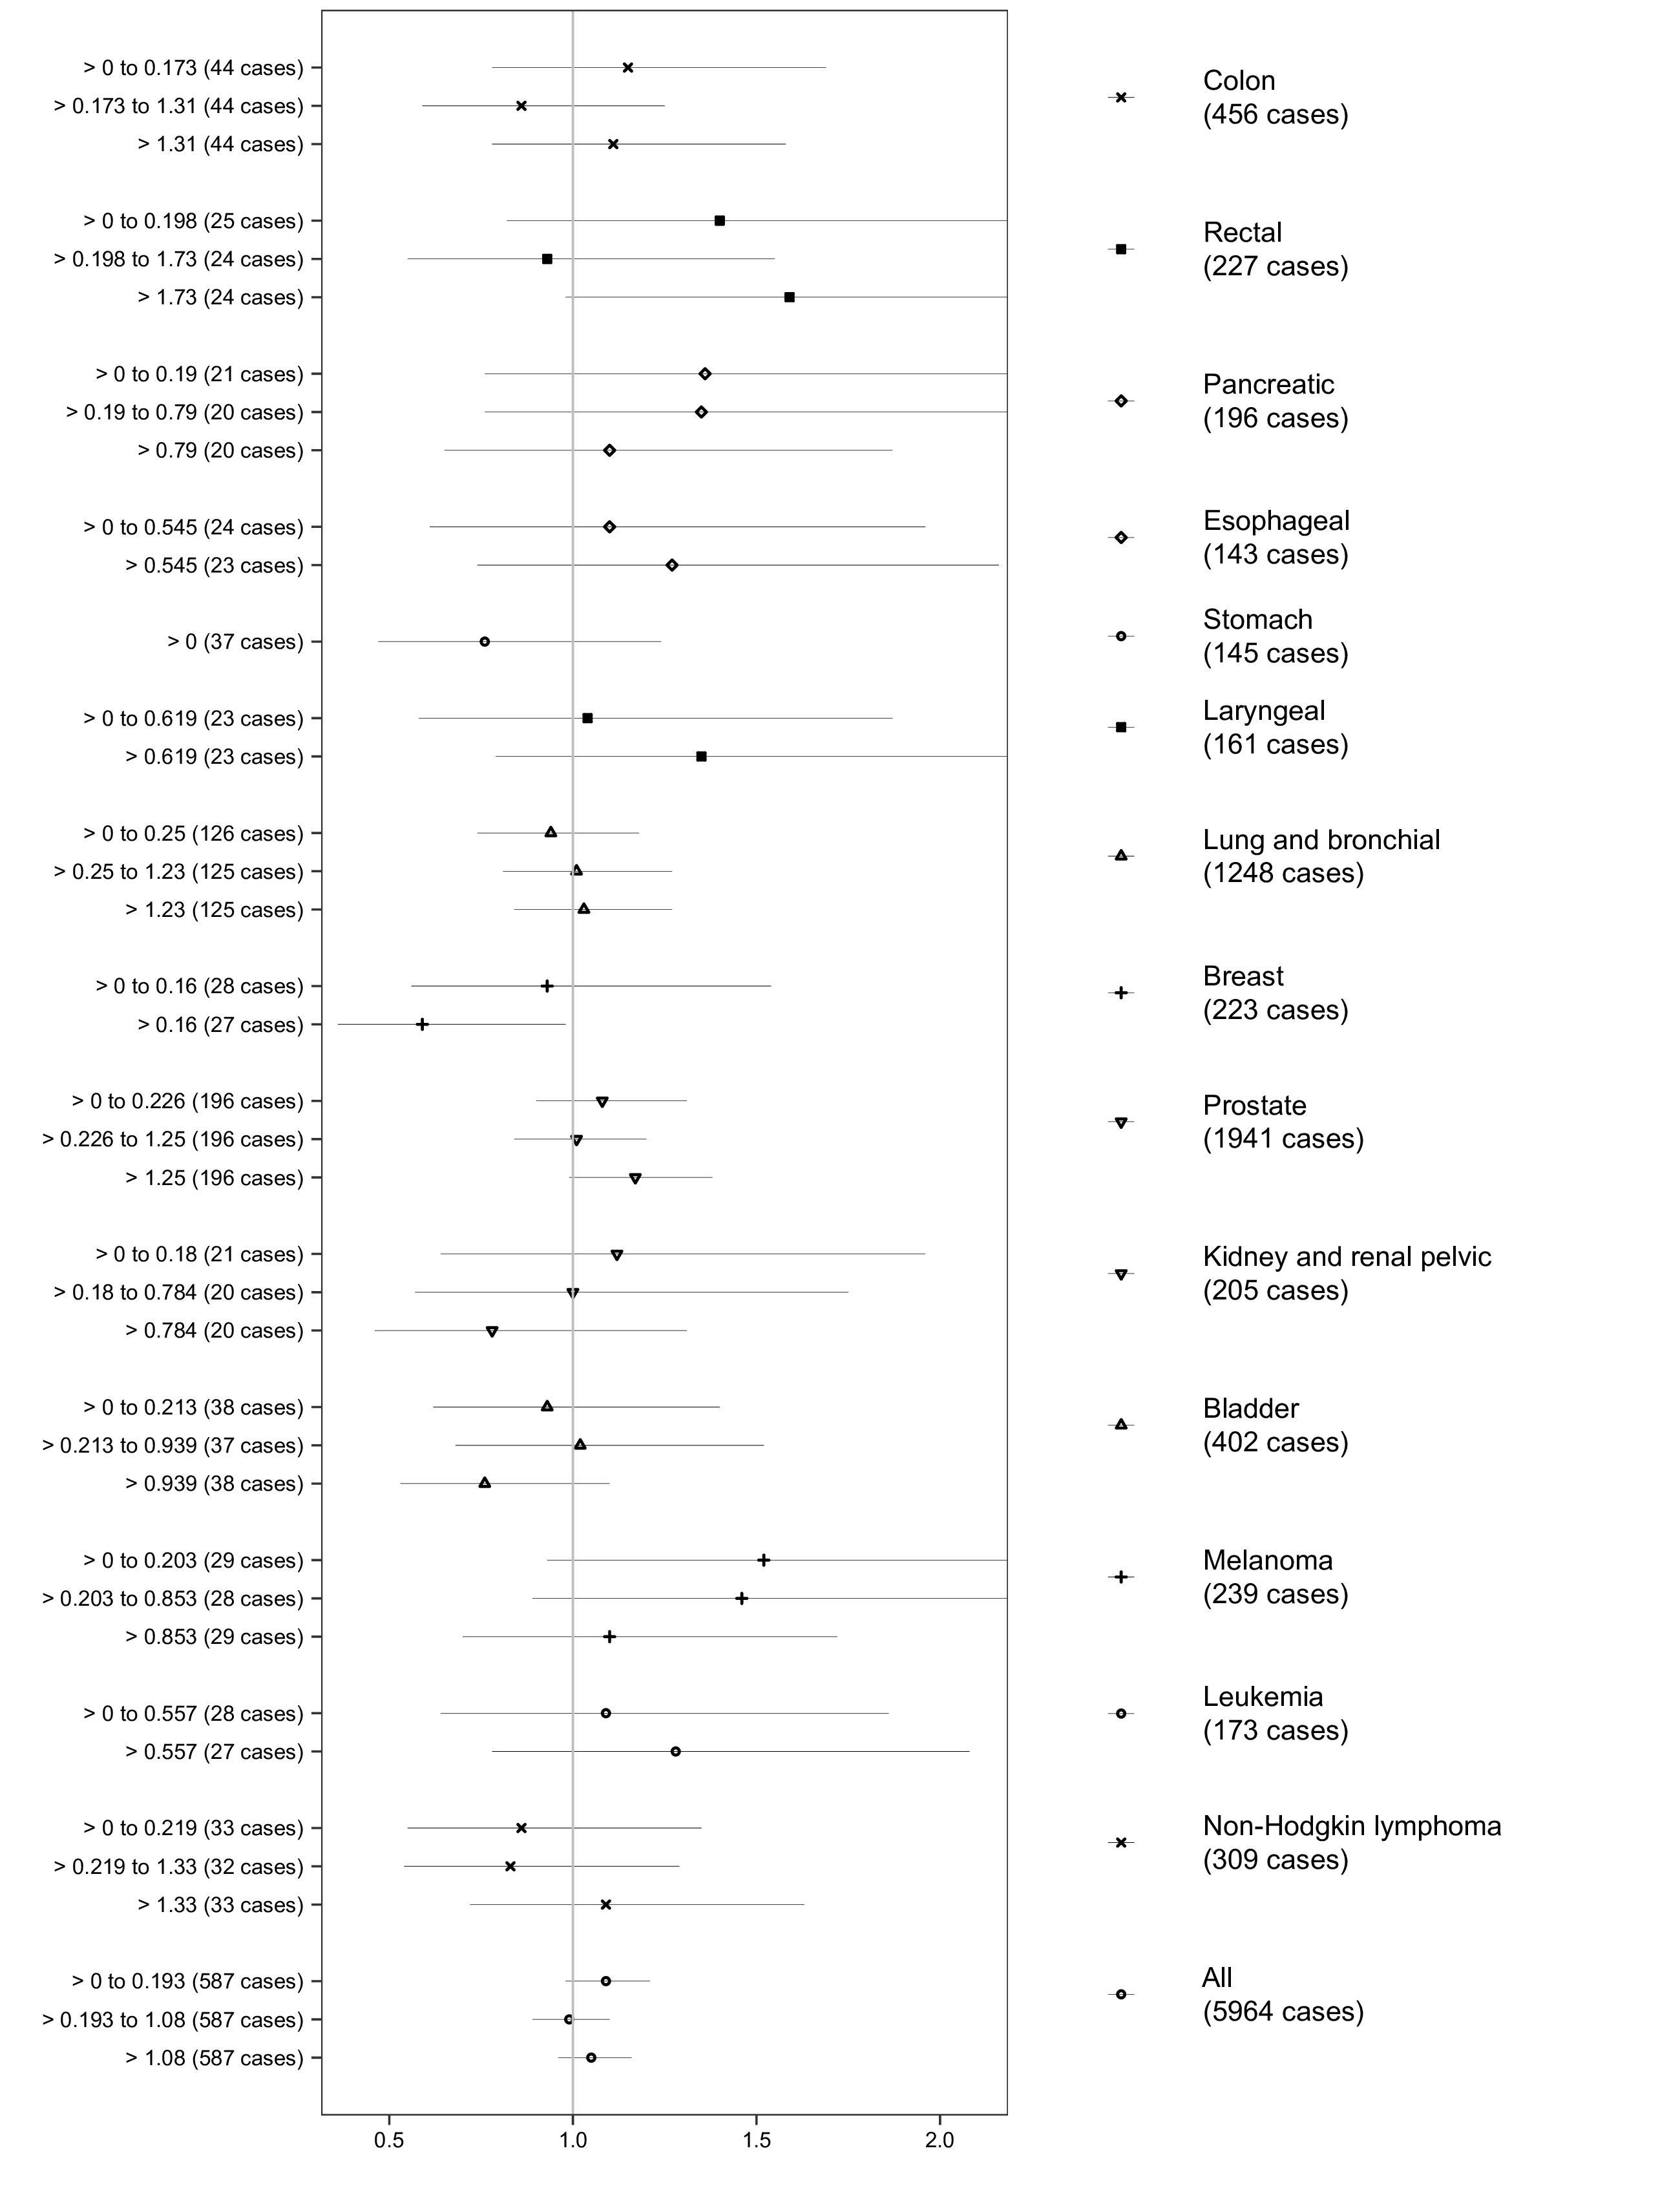 > 0 to 0.173 (44 cases)
> 0.173 to 1.31 (44 cases)
> 1.31 (44 cases)
> 0 to 0.198 (25 cases)
> 0.198 to 1.73 (24 cases)
> 1.73 (24 cases)
> 0 to 0.19 (21 cases)
> 0.19 to 0.79 (20 cases)
> 0.79 (20 cases)
> 0 to 0.545 (24 cases)
> 0.545 (23 cases)
> 0 (37 cases)
> 0 to 0.619 (23 cases)
> 0.619 (23 cases)
> 0 to 0.25 (126 cases)
> 0.25 to 1.23 (125 cases)
> 1.23 (125 cases)
> 0 to 0.16 (28 cases)
> 0.16 (27 cases)
> 0 to 0.226 (196 cases)
> 0.226 to 1.25 (196 cases)
> 1.25 (196 cases)
> 0 to 0.18 (21 cases)
> 0.18 to 0.784 (20 cases)
> 0.784 (20 cases)
> 0 to 0.213 (38 cases)
> 0.213 to 0.939 (37 cases)
> 0.939 (38 cases)
> 0 to 0.203 (29 cases)
> 0.203 to 0.853 (28 cases)
> 0.853 (29 cases)
> 0 to 0.557 (28 cases)
> 0.557 (27 cases)
> 0 to 0.219 (33 cases)
> 0.219 to 1.33 (32 cases)
> 1.33 (33 cases)
> 0 to 0.193 (587 cases)
> 0.193 to 1.08 (587 cases)
> 1.08 (587 cases)
0.5 1.0 1.5 2.0
Colon
(456 cases)
Rectal
(227 cases)
Pancreatic
(196 cases)
Esophageal
(143 cases)
Stomach
(145 cases)
Laryngeal
(161 cases)
Lung and bronchial
(1248 cases)
Breast
(223 cases)
Prostate
(1941 cases)
Kidney and renal pelvic
(205 cases)
Bladder
(402 cases)
Melanoma
(239 cases)
Leukemia
(173 cases)
Non-Hodgkin lymphoma
(309 cases)
All
(5964 cases)